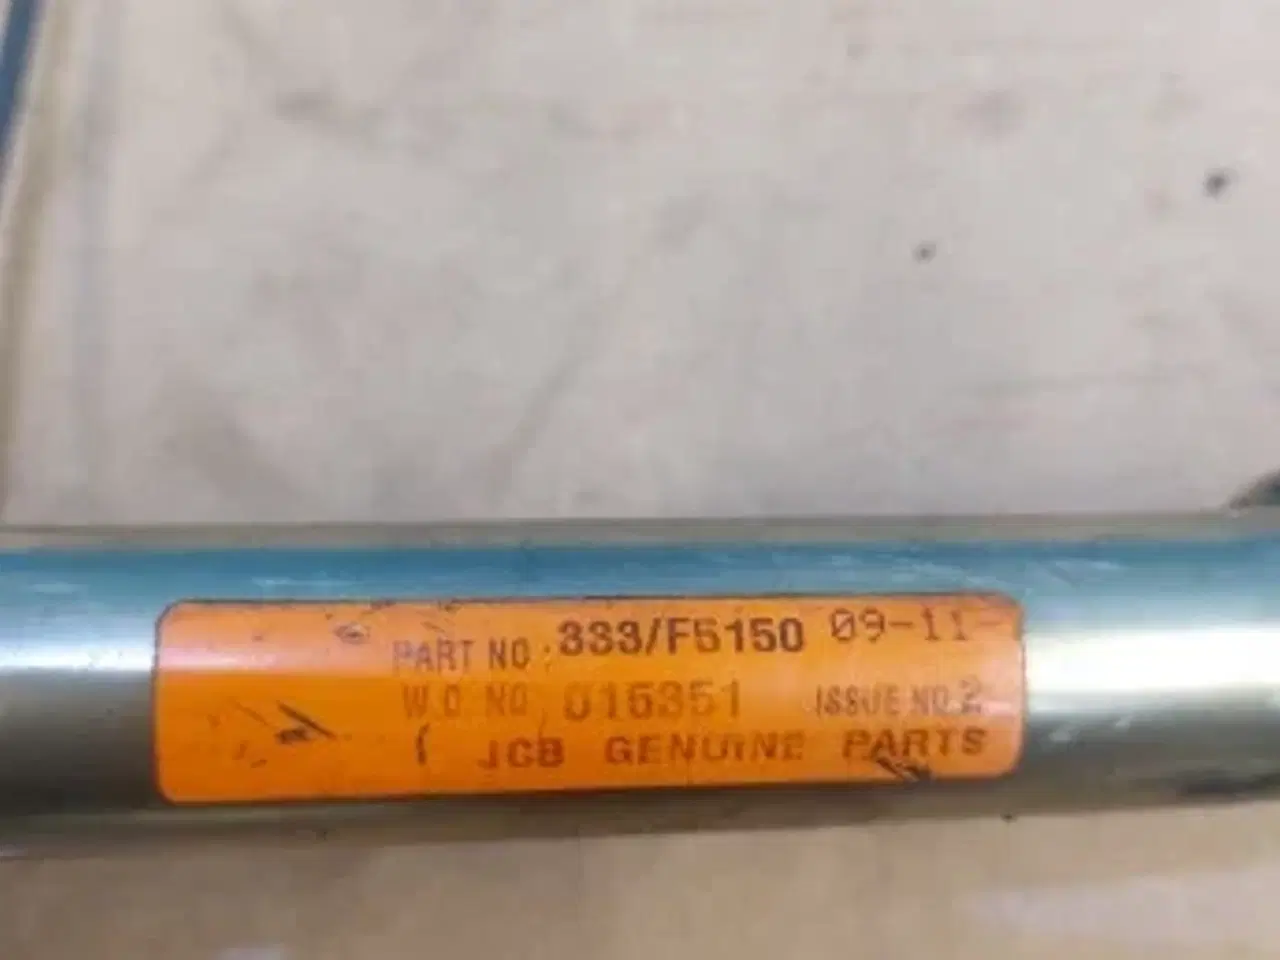 PART NO : 333/F5150 09-11-
W.O NO 015351 ISSUE NO.2
JCB GENUINE PARTS